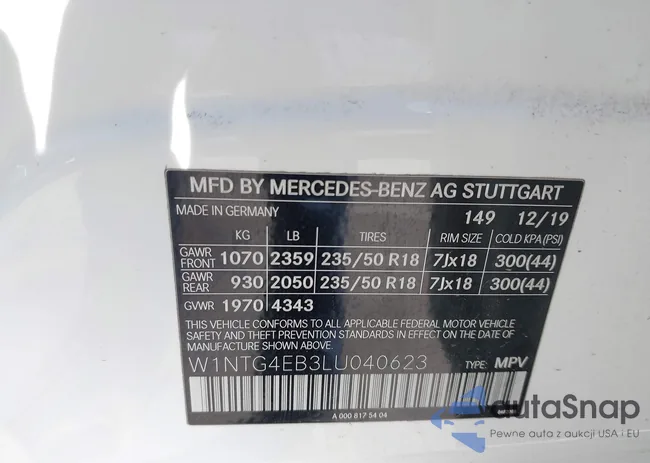 MFD BY MERCEDES-BENZ AG STUTTGART
MADE IN GERMANY 149 12/19
KG LB TIRES RIM SIZE COLD KPA(PSI)
GAWR FRONT 1070 2359 235/50 R18 7Jx18 300(44)
GAWR REAR 930 2050 235/50 R18 7Jx18 300(44)
GVWR 1970 4343
THIS VEHICLE CONFORMS TO ALL APPLICABLE FEDERAL MOTOR VEHICLE
SAFETY AND THEFT PREVENTION STANDARDS IN EFFECT ON THE DATE OF
MANUFACTURE SHOWN ABOVE.
W1NTG4EB3LU040623 TYPE: MPV
A 000 817 54 04
autoSnap
Pewne auta z aukcji USA i EU